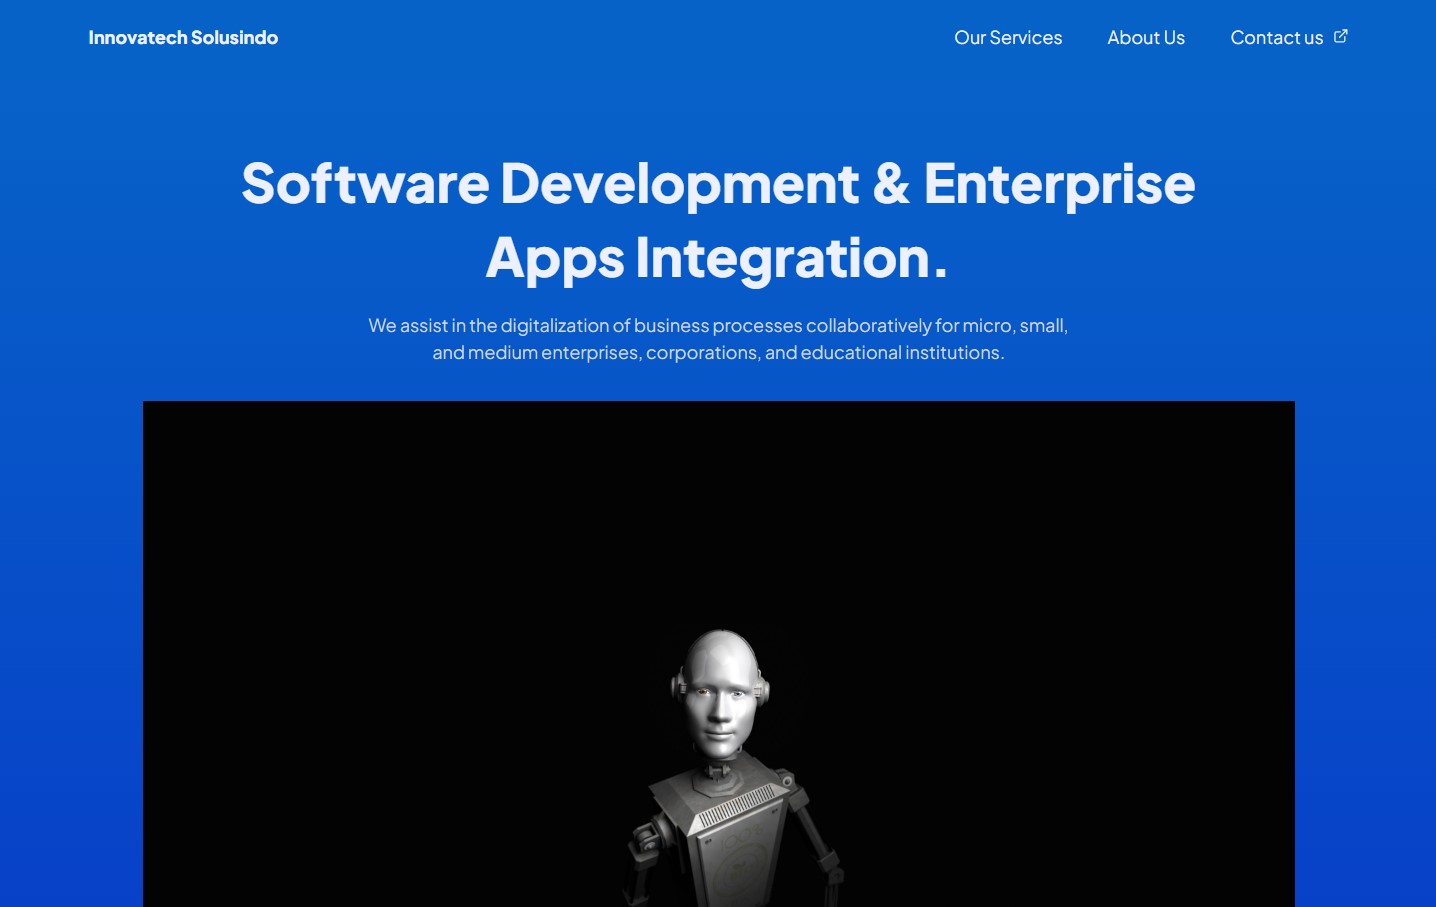 Innovatech Solusindo
Our Services
About Us
Contact us
Software Development & Enterprise
Apps Integration.
We assist in the digitalization of business processes collaboratively for micro, small,
and medium enterprises, corporations, and educational institutions.